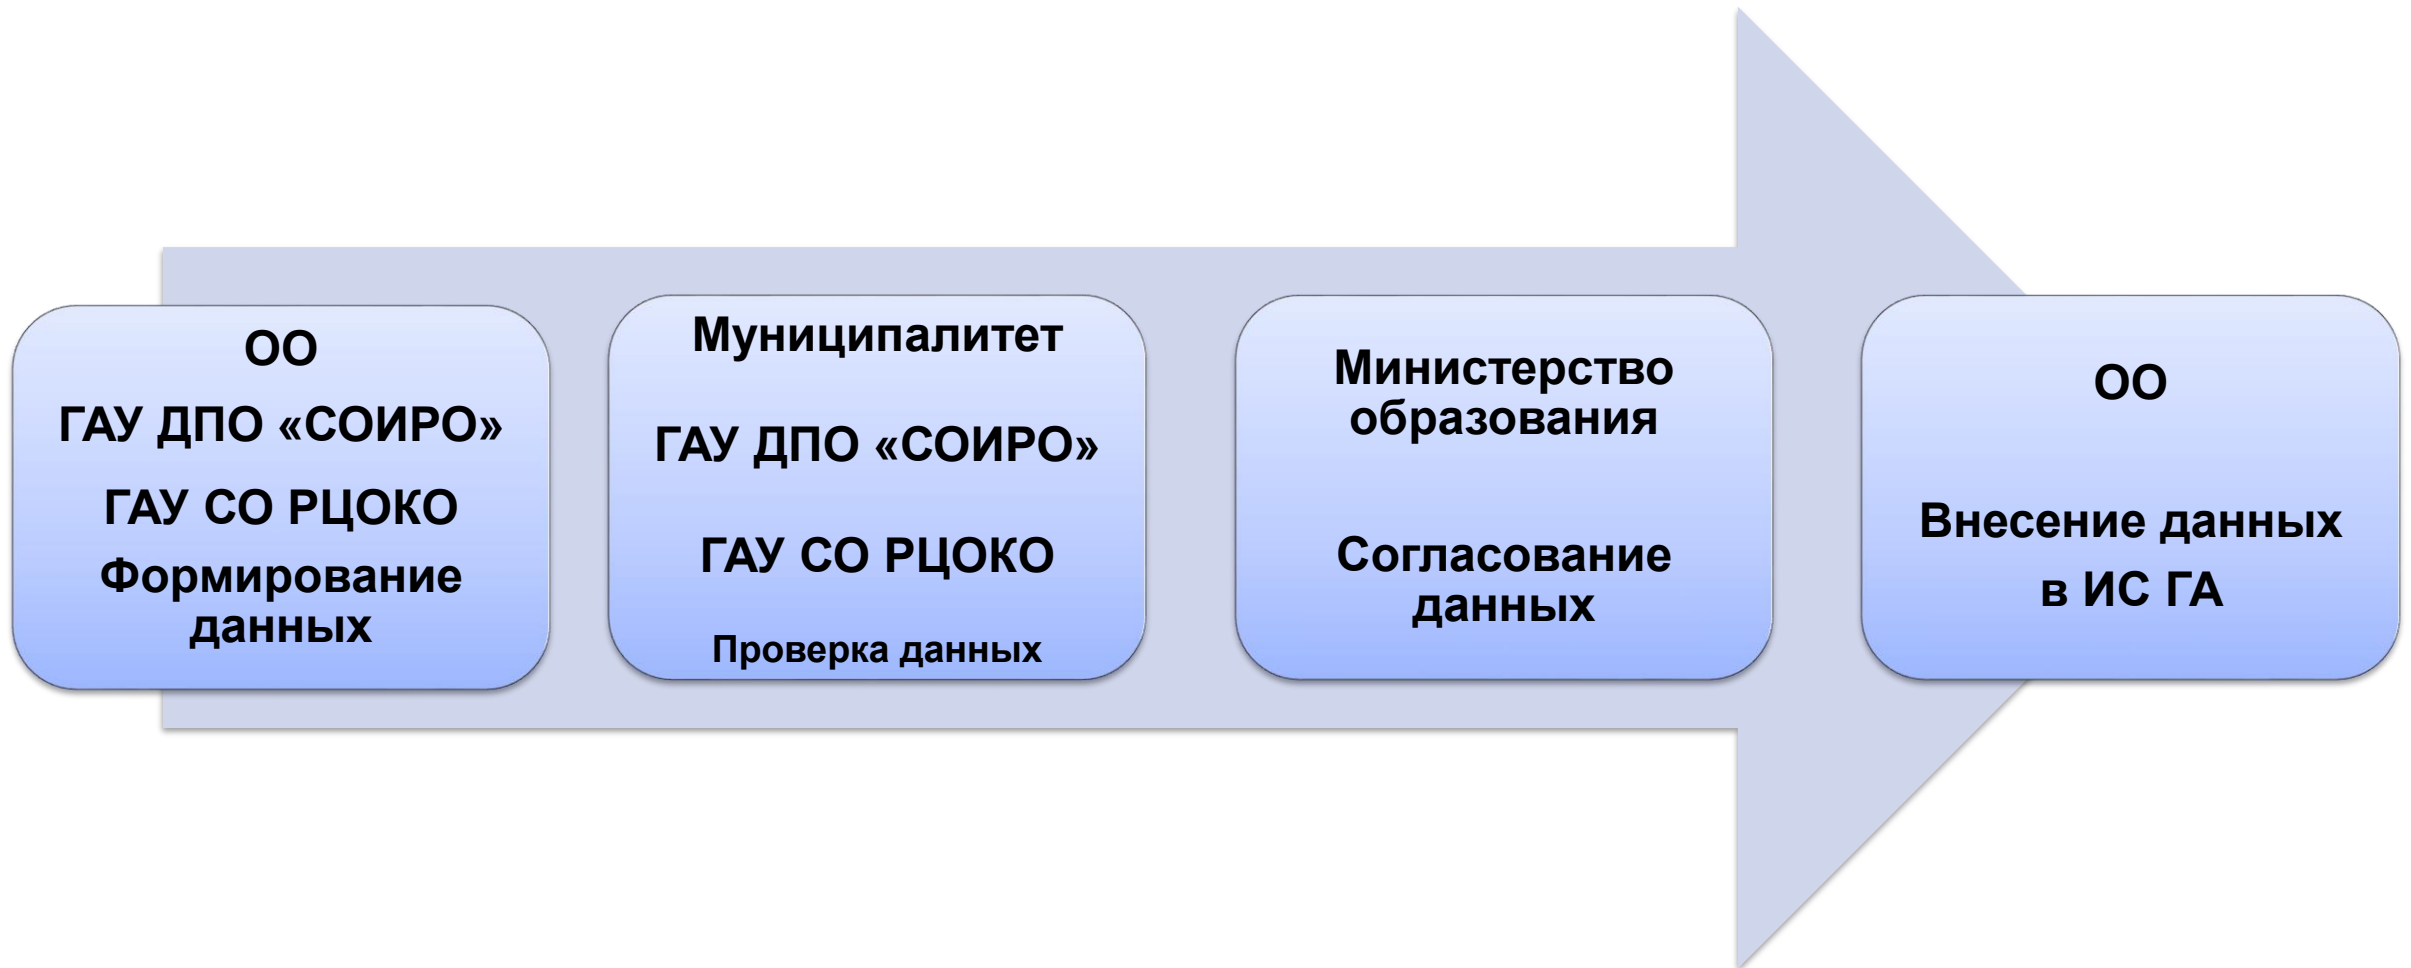 ОО
ГАУ ДПО «СОИРО»
ГАУ СО РЦОКО
Формирование
данных
Муниципалитет
ГАУ ДПО «СОИРО»
ГАУ СО РЦОКО
Проверка данных
Министерство
образования
Согласование
данных
ОО
Внесение данных
в ИС ГА